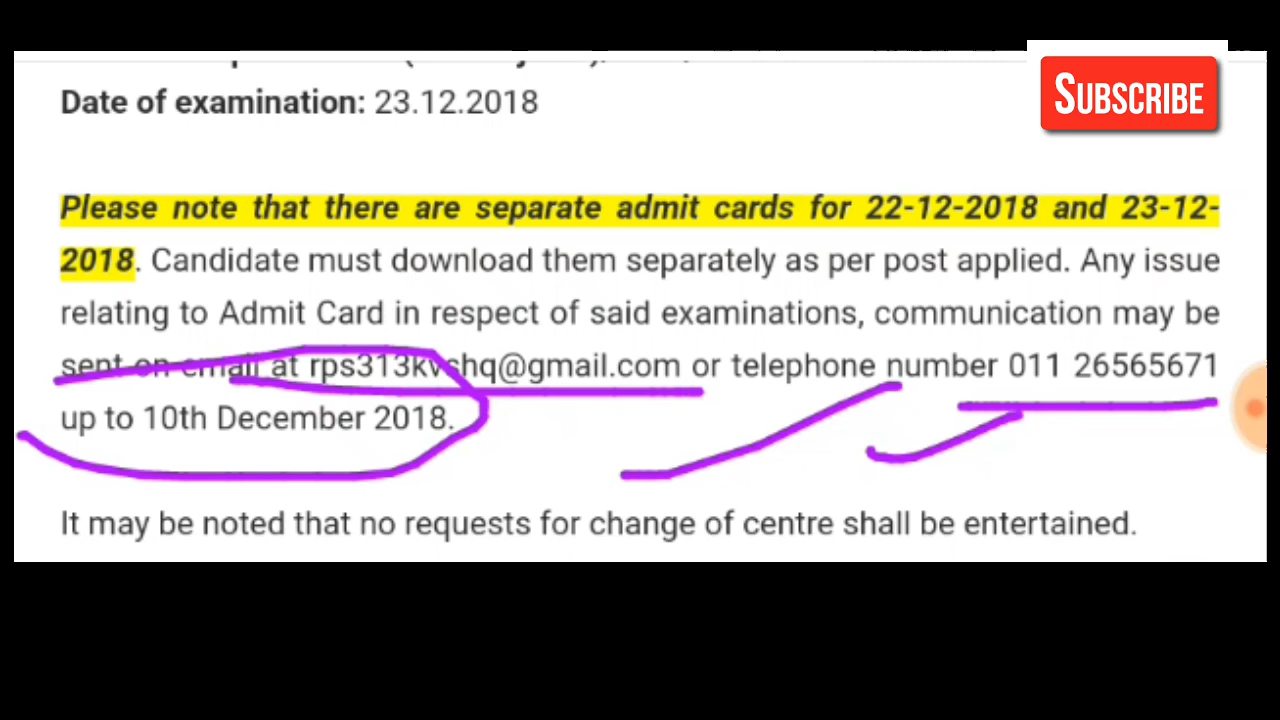 SUBSCRIBE
Date of examination: 23.12.2018
Please note that there are separate admit cards for 22-12-2018 and 23-12-
2018. Candidate must download them separately as per post applied. Any issue
relating to Admit Card in respect of said examinations, communication may be
sent on email at rps313kvshq@gmail.com or telephone number 011 26565671
up to 10th December 2018.
It may be noted that no requests for change of centre shall be entertained.